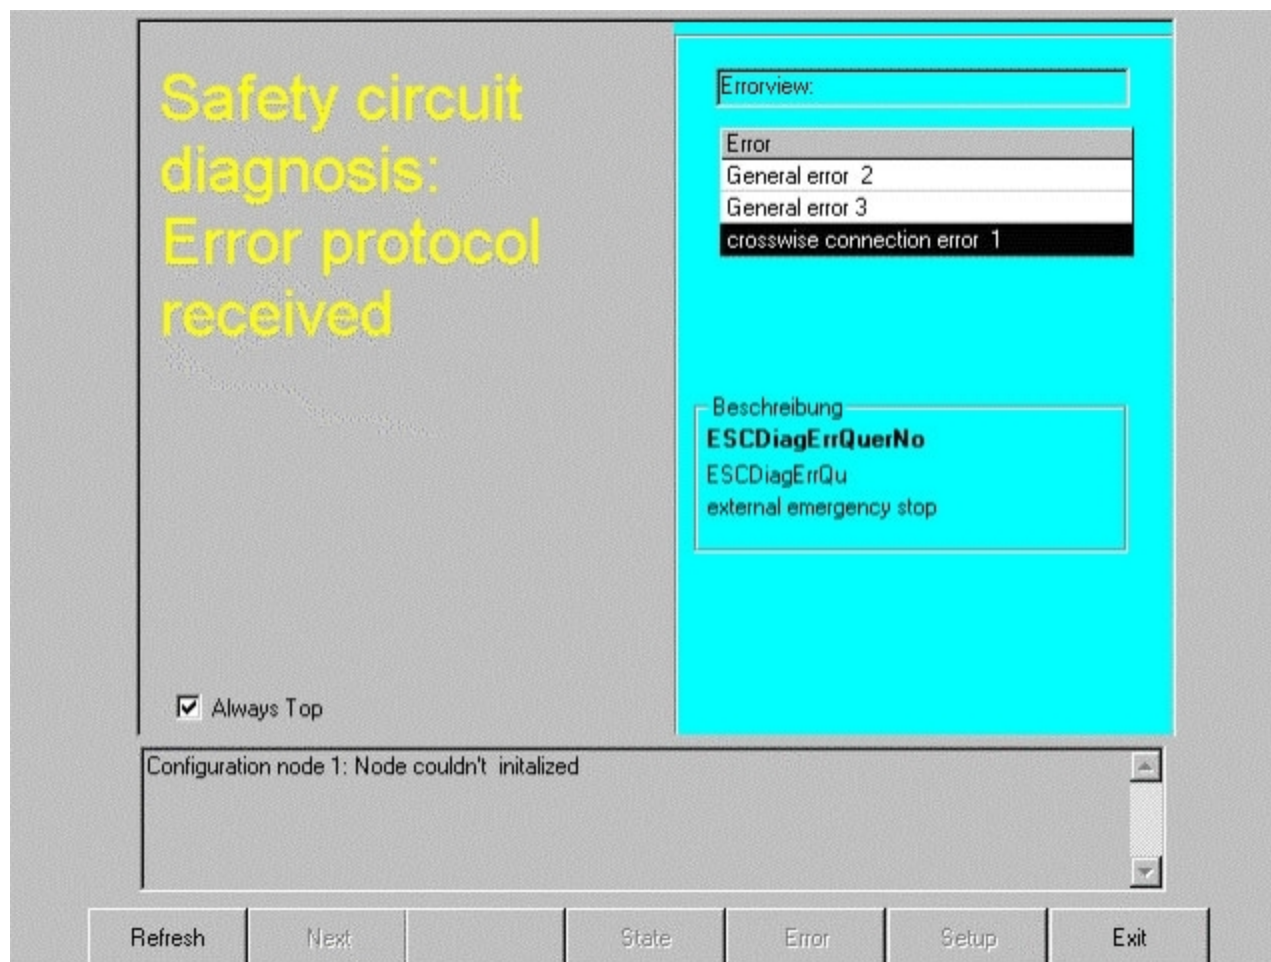 Safety circuit
diagnosis:
Error protocol
received
Always Top
Errorview:
Error
General error 2
General error 3
crosswise connection error 1
Beschreibung
ESCDiagErrQuerNo
ESCDiagErrQu
external emergency stop
Configuration node 1: Node couldn't initalized
Refresh
Next
State
Error
Setup
Exit